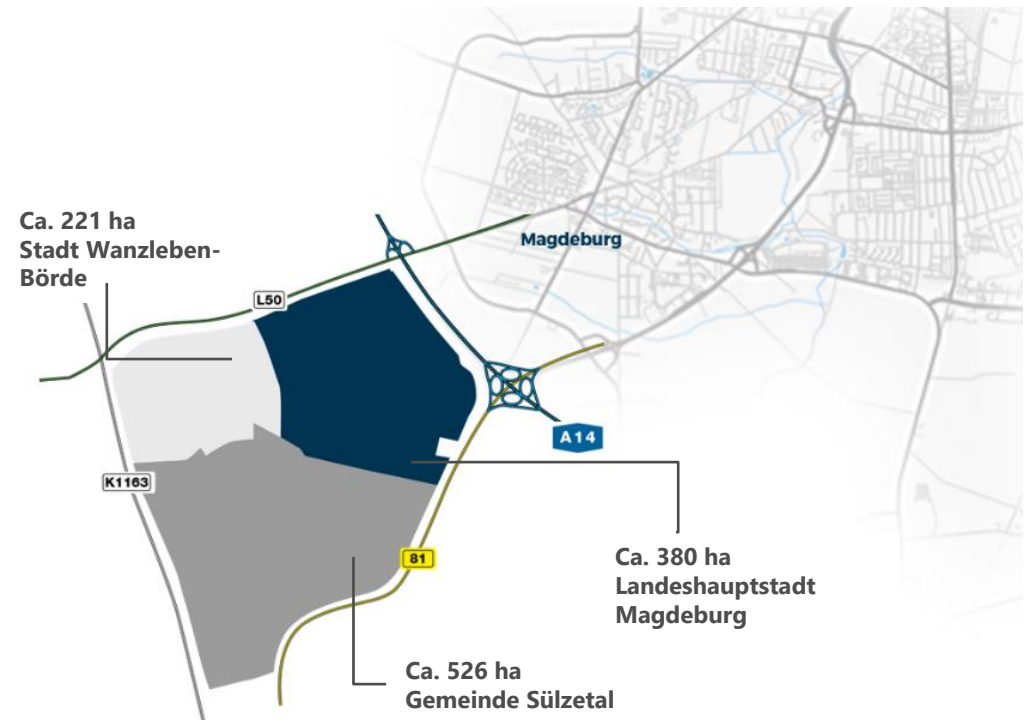 Ca. 221 ha
Stadt Wanzleben-
Börde
Magdeburg
L50
A14
K1163
81
Ca. 380 ha
Landeshauptstadt
Magdeburg
Ca. 526 ha
Gemeinde Sülzetal